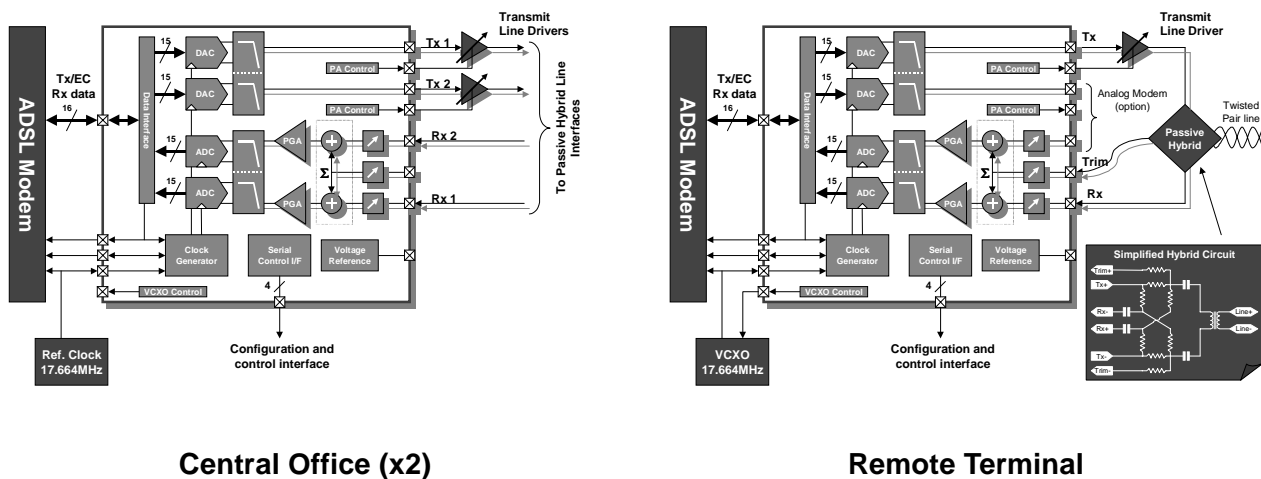 ADSL Modem
Tx/EC
Rx data
16
Data Interface
15
DAC
15
DAC
15
ADC
15
ADC
PGA
PGA
Σ
Tx 1
PA Control
Tx 2
PA Control
Rx 2
Rx 1
Transmit
Line Drivers
To Passive Hybrid Line
Interfaces
Clock
Generator
Serial
Control I/F
Voltage
Reference
VCXO Control
4
Ref. Clock
17.664MHz
Configuration and
control interface
Central Office (x2)
ADSL Modem
Tx/EC
Rx data
16
Data Interface
15
DAC
15
DAC
15
ADC
15
ADC
PGA
PGA
Σ
Tx
PA Control
PA Control
Analog Modem
(option)
Trim
Rx
Transmit
Line Driver
Passive
Hybrid
Twisted
Pair line
Clock
Generator
Serial
Control I/F
Voltage
Reference
VCXO Control
4
VCXO
17.664MHz
Configuration and
control interface
Simplified Hybrid Circuit
Trim+
Tx+
Rx-
Rx+
Tx-
Trim-
Line+
Line-
Remote Terminal